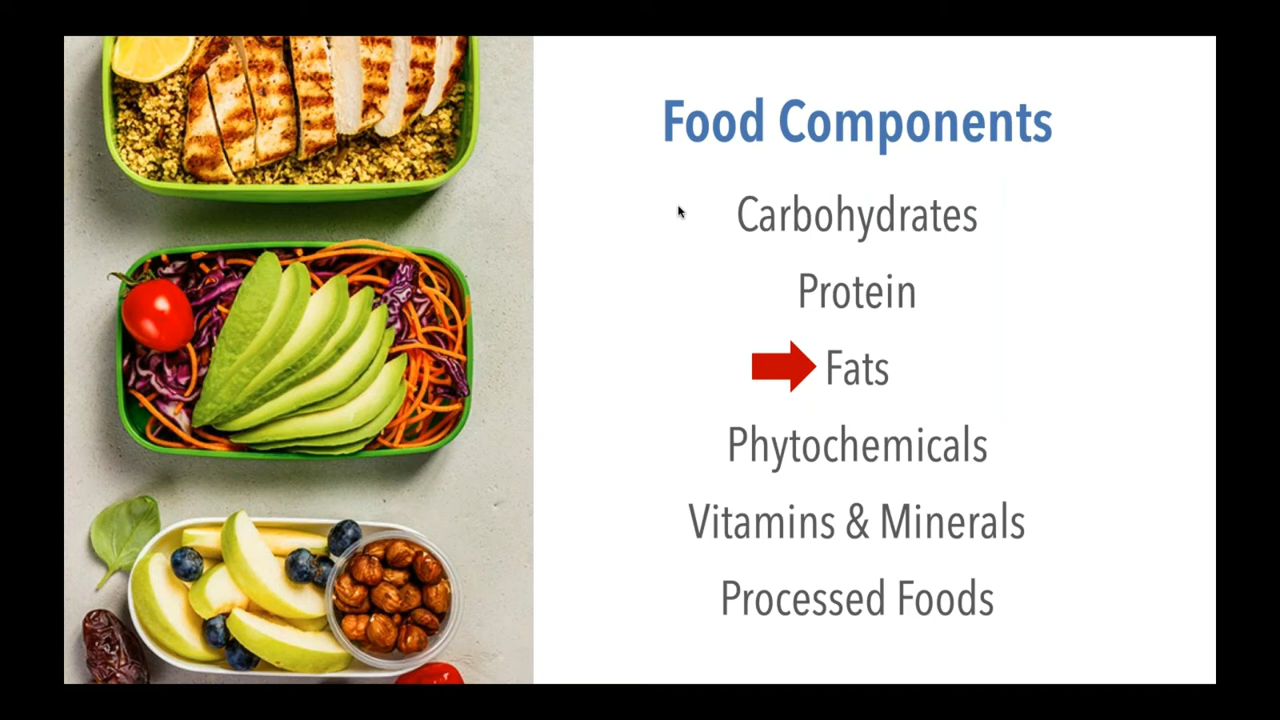 Food Components
Carbohydrates
Protein
Fats
Phytochemicals
Vitamins & Minerals
Processed Foods